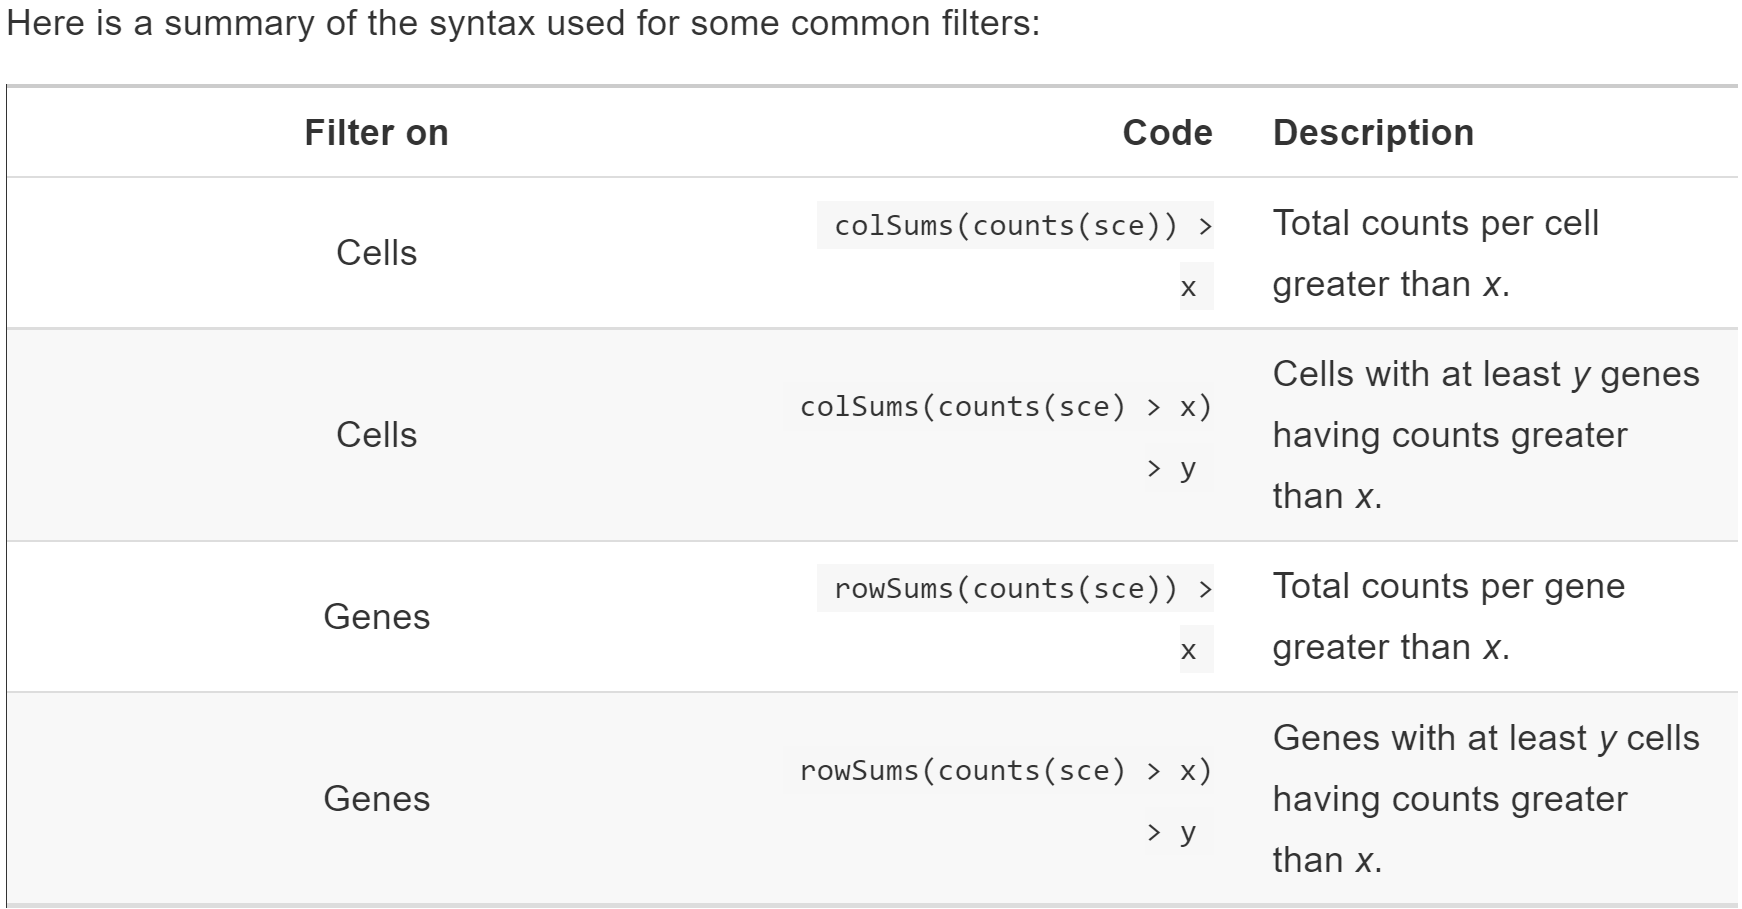 Here is a summary of the syntax used for some common filters:
Filter on Code Description
Cells
colSums(counts(sce)) >
x
Total counts per cell
greater than x.
Cells
colSums(counts(sce) > x)
> y
Cells with at least y genes
having counts greater
than x.
Genes
rowSums(counts(sce)) >
x
Total counts per gene
greater than x.
Genes
rowSums(counts(sce) > x)
> y
Genes with at least y cells
having counts greater
than x.